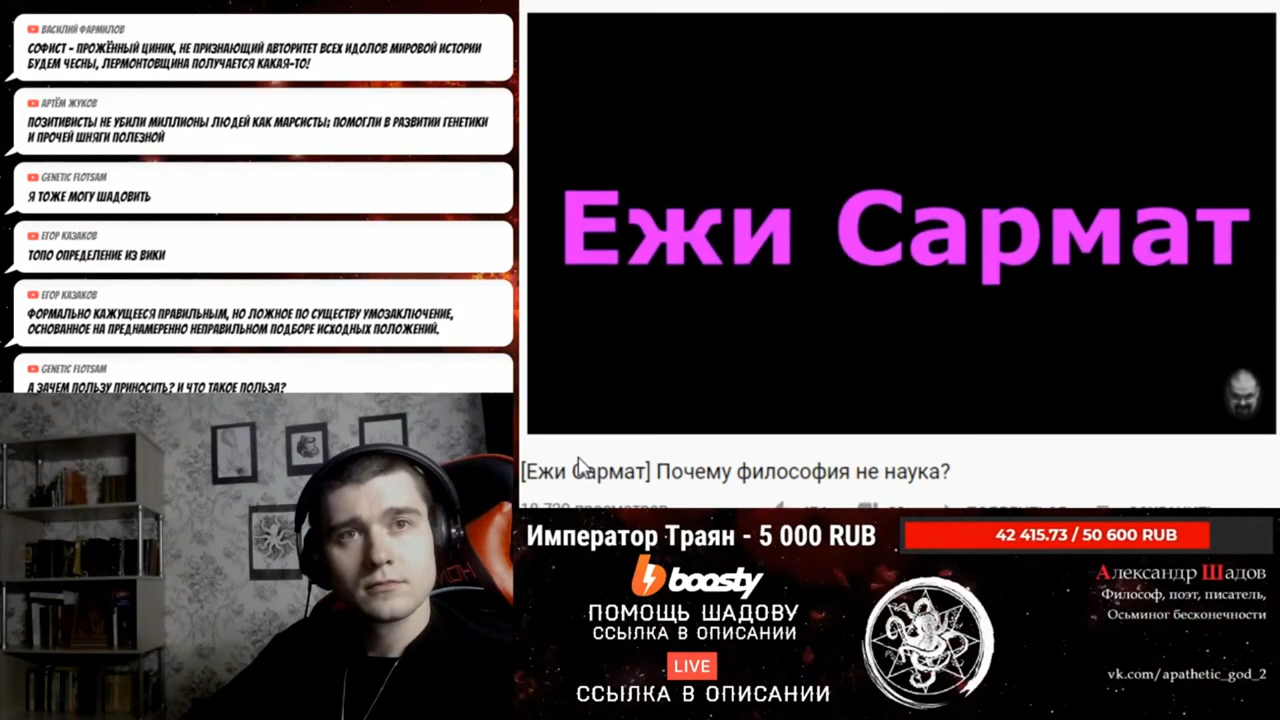 ВАСИЛИЙ ФАРМИЛОВ
СОФИСТ - ПРОЖЁННЫЙ ЦИНИК, НЕ ПРИЗНАЮЩИЙ АВТОРИТЕТ ВСЕХ ИДОЛОВ МИРОВОЙ ИСТОРИИ
БУДЕМ ЧЕСНЫ, ЛЕРМОНТОВЩИНА ПОЛУЧАЕТСЯ КАКАЯ-ТО!
АРТЁМ ЖУКОВ
ПОЗИТИВИСТЫ НЕ УБИЛИ МИЛЛИОНЫ ЛЮДЕЙ КАК МАРСИСТЫ; ПОМОГЛИ В РАЗВИТИИ ГЕНЕТИКИ
И ПРОЧЕЙ ШНЯГИ ПОЛЕЗНОЙ
GENETIC FLOTSAM
Я ТОЖЕ МОГУ ШАДОВИТЬ
ЕГОР КАЗАКОВ
ТОПО ОПРЕДЕЛЕНИЕ ИЗ ВИКИ
ЕГОР КАЗАКОВ
ФОРМАЛЬНО КАЖУЩЕЕСЯ ПРАВИЛЬНЫМ, НО ЛОЖНОЕ ПО СУЩЕСТВУ УМОЗАКЛЮЧЕНИЕ,
ОСНОВАННОЕ НА ПРЕДНАМЕРЕННО НЕПРАВИЛЬНОМ ПОДБОРЕ ИСХОДНЫХ ПОЛОЖЕНИЙ.
GENETIC FLOTSAM
А ЗАЧЕМ ПОЛЬЗУ ПРИНОСИТЬ? И ЧТО ТАКОЕ ПОЛЬЗА?
Ежи Сармат
[Ежи Сармат] Почему философия не наука?
Император Траян - 5 000 RUB
42 415.73 / 50 600 RUB
boosty
ПОМОЩЬ ШАДОВУ
ССЫЛКА В ОПИСАНИИ
LIVE
ССЫЛКА В ОПИСАНИИ
Александр Шадов
Философ, поэт, писатель,
Осьминог бесконечности
vk.com/apathetic_god_2